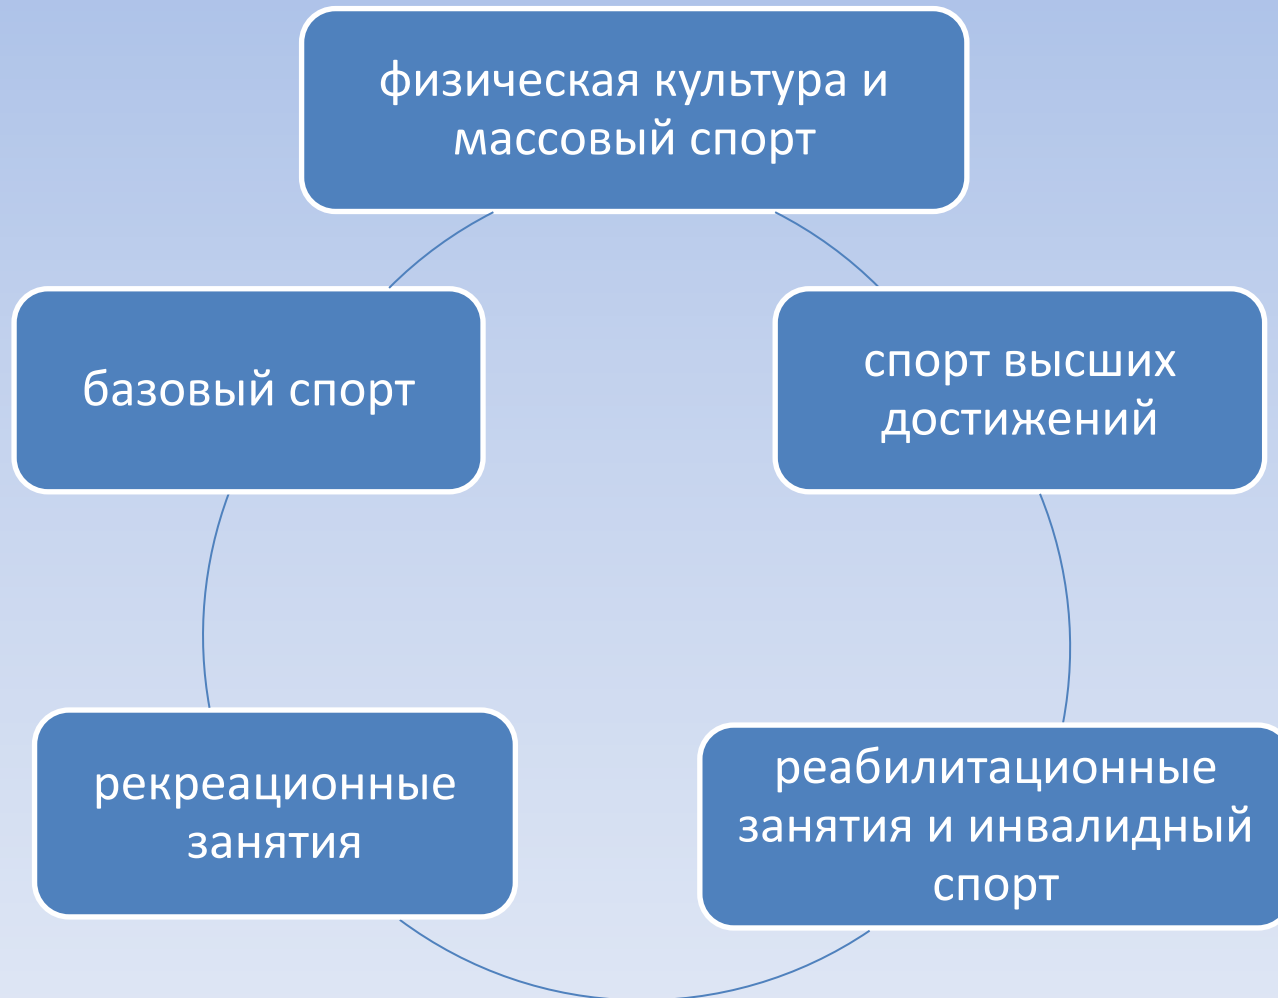 физическая культура и
массовый спорт
базовый спорт
спорт высших
достижений
рекреационные
занятия
реабилитационные
занятия и инвалидный
спорт